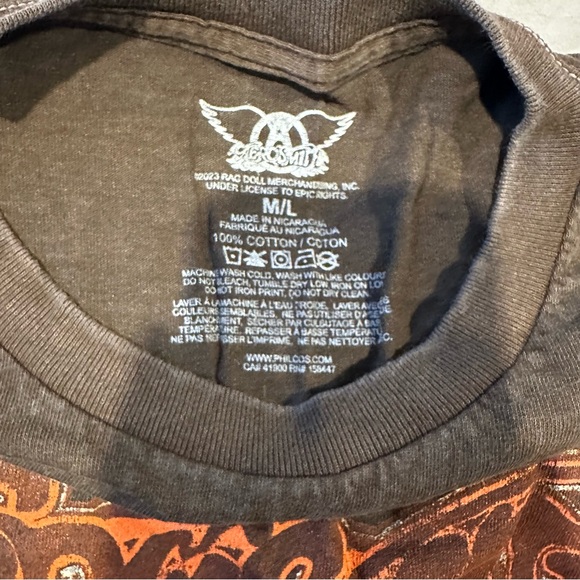 AEROSMITH
©2023 RAG DOLL MERCHANDISING, INC.
UNDER LICENSE TO EPIC RIGHTS.
M/L
MADE IN NICARAGUA
FABRIQUÉ AU NICARAGUA
100% COTTON / COTON
MACHINE WASH COLD, WASH WITH LIKE COLOURS
DO NOT BLEACH, TUMBLE DRY LOW, IRON ON LOW
DO NOT IRON PRINT, DO NOT DRY CLEAN.
LAVER À LA MACHINE À L'EAU FROIDE, LAVER AVEC
COULEURS SEMBLABLES, NE PAS UTILISER D'AGENT
BLANCHIMENT, SÉCHER PAR CULBUTAGE À BASSE
TEMPÉRATURE, REPASSER À BASSE TEMPÉRATURE
NE PAS REPASSER L'IMPRIMÉ, NE PAS NETTOYER
WWW.PHILCOS.COM
CA# 41900 RN# 158447